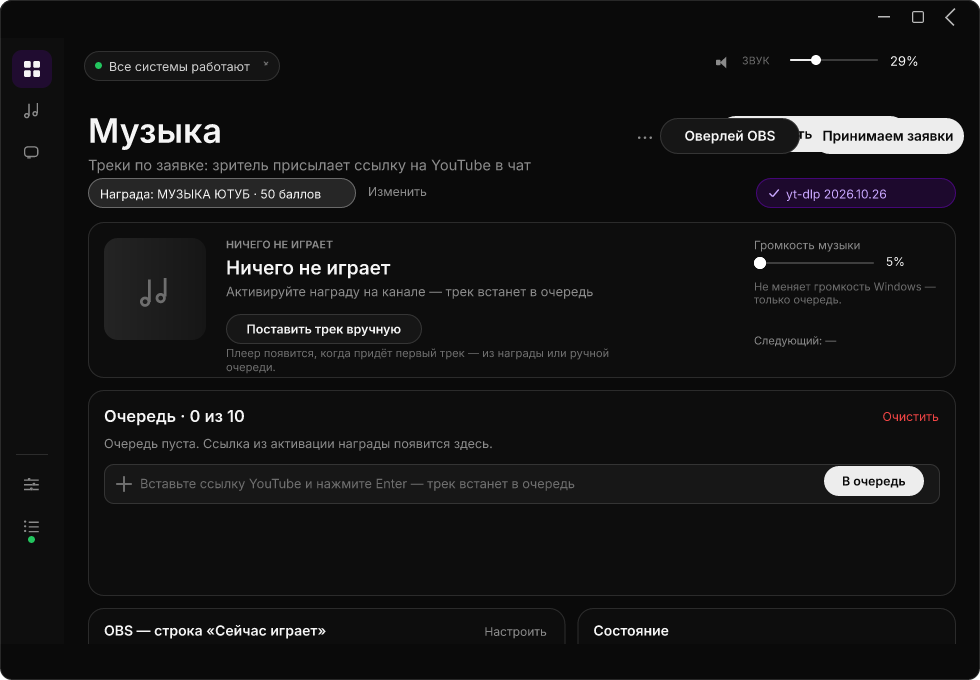 Все системы работают
ЗВУК
29%
Музыка
Оверлей OBS
ть
Принимаем заявки
Треки по заявке: зритель присылает ссылку на YouTube в чат
Награда: МУЗЫКА ЮТУБ · 50 баллов
Изменить
yt-dlp 2026.10.26
НИЧЕГО НЕ ИГРАЕТ
Ничего не играет
Активируйте награду на канале — трек встанет в очередь
Поставить трек вручную
Плеер появится, когда придёт первый трек — из награды или ручной
очереди.
Громкость музыки
5%
Не меняет громкость Windows —
только очередь.
Следующий: —
Очередь · 0 из 10
Очистить
Очередь пуста. Ссылка из активации награды появится здесь.
Вставьте ссылку YouTube и нажмите Enter — трек встанет в очередь
В очередь
OBS — строка «Сейчас играет»
Настроить
Состояние